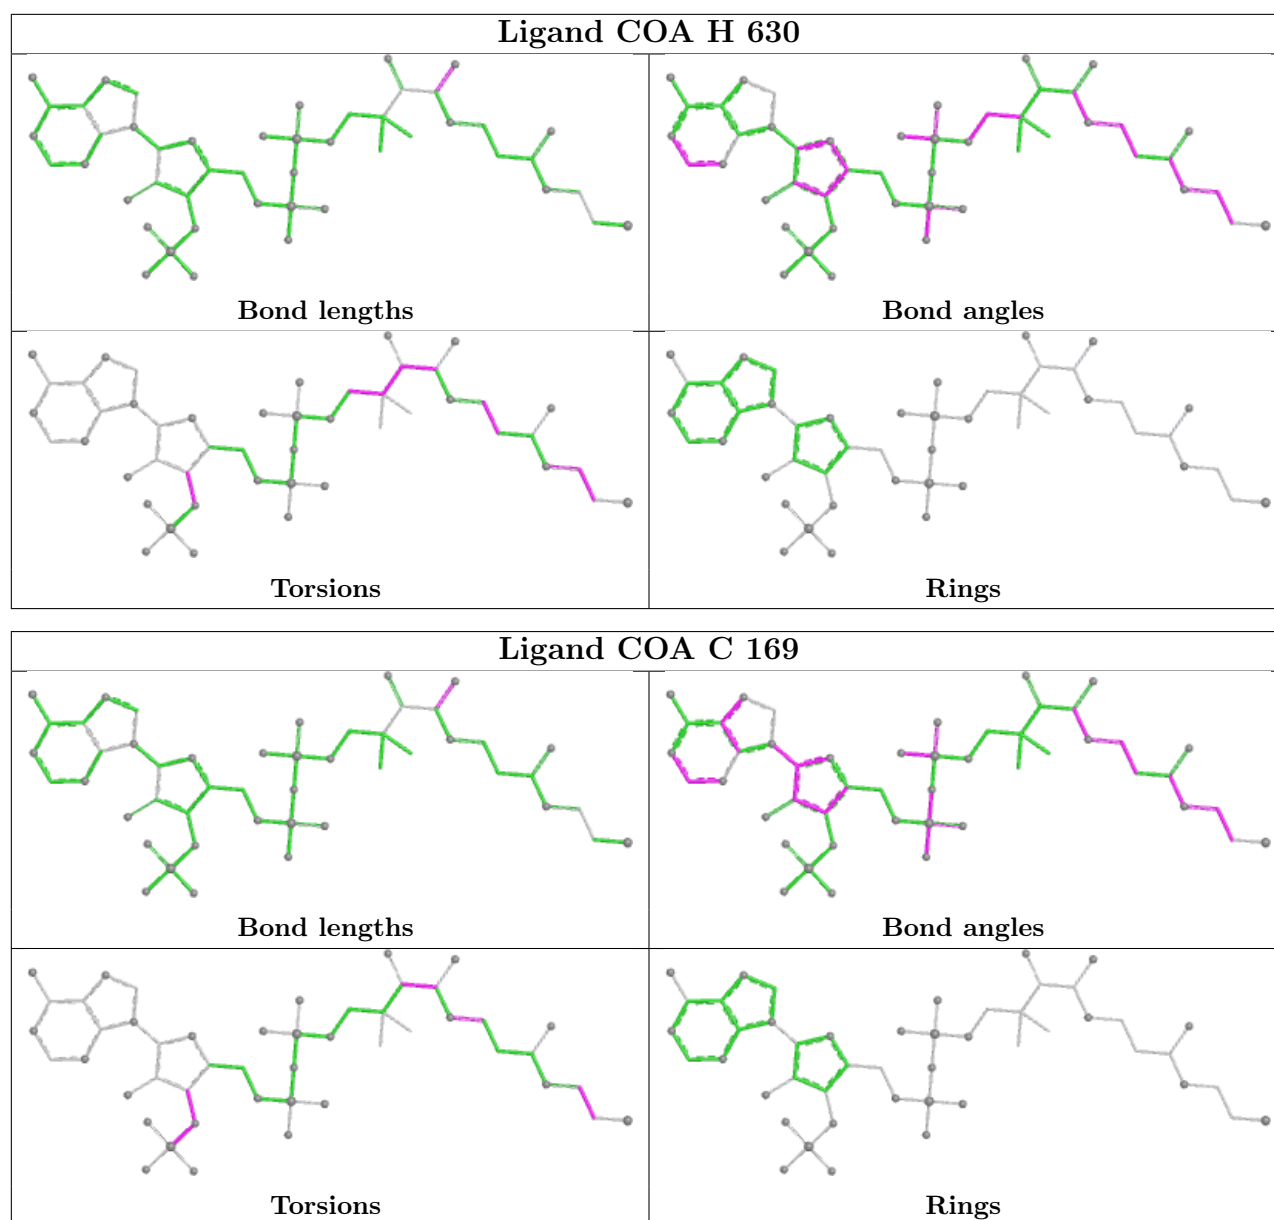 Ligand COA H 630
Bond lengths
Bond angles
Torsions
Rings
Ligand COA C 169
Bond lengths
Bond angles
Torsions
Rings